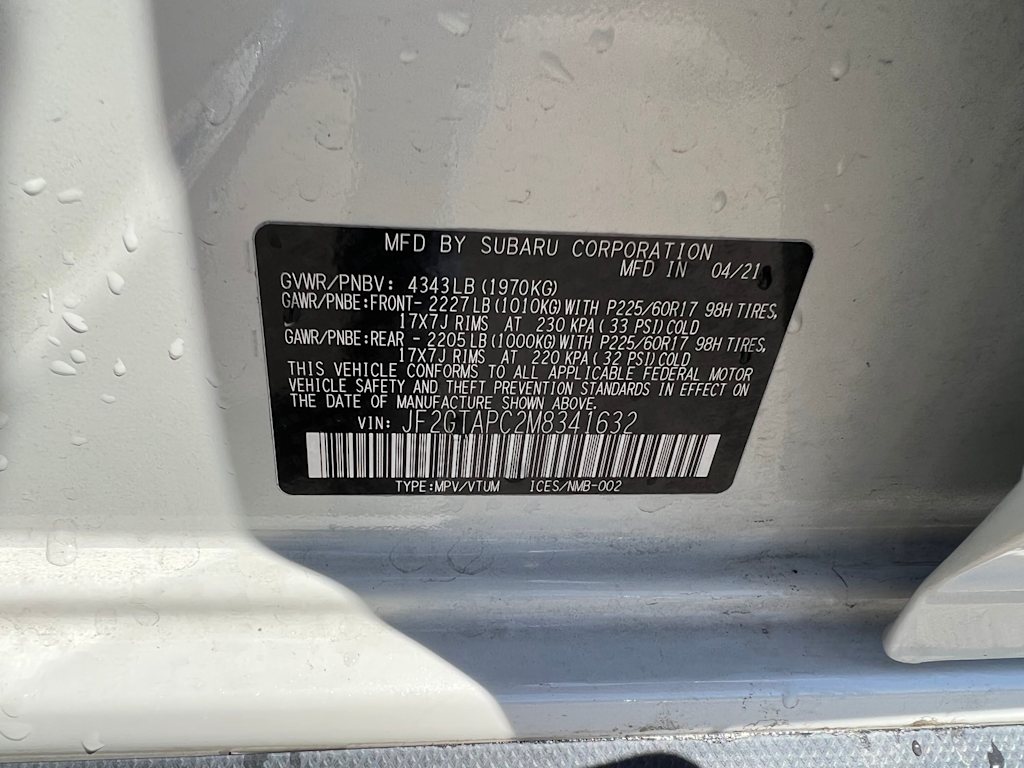 MFD BY SUBARU CORPORATION
MFD IN 04/21
GVWR/PNBV: 4343LB(1970KG)
GAWR/PNBE:FRONT- 2227LB(1010KG)WITH P225/60R17 98H TIRES,
17X7J RIMS AT 230 KPA( 33 PSI)COLD
GAWR/PNBE:REAR - 2205LB(1000KG)WITH P225/60R17 98H TIRES,
17X7J RIMS AT 220 KPA( 32 PSI)COLD.
THIS VEHICLE CONFORMS TO ALL APPLICABLE FEDERAL MOTOR
VEHICLE SAFETY AND THEFT PREVENTION STANDARDS IN EFFECT ON
THE DATE OF MANUFACTURE SHOWN ABOVE.
VIN: JF2GTAPC2M8341632
TYPE:MPV/VTUM ICES/NMB-002